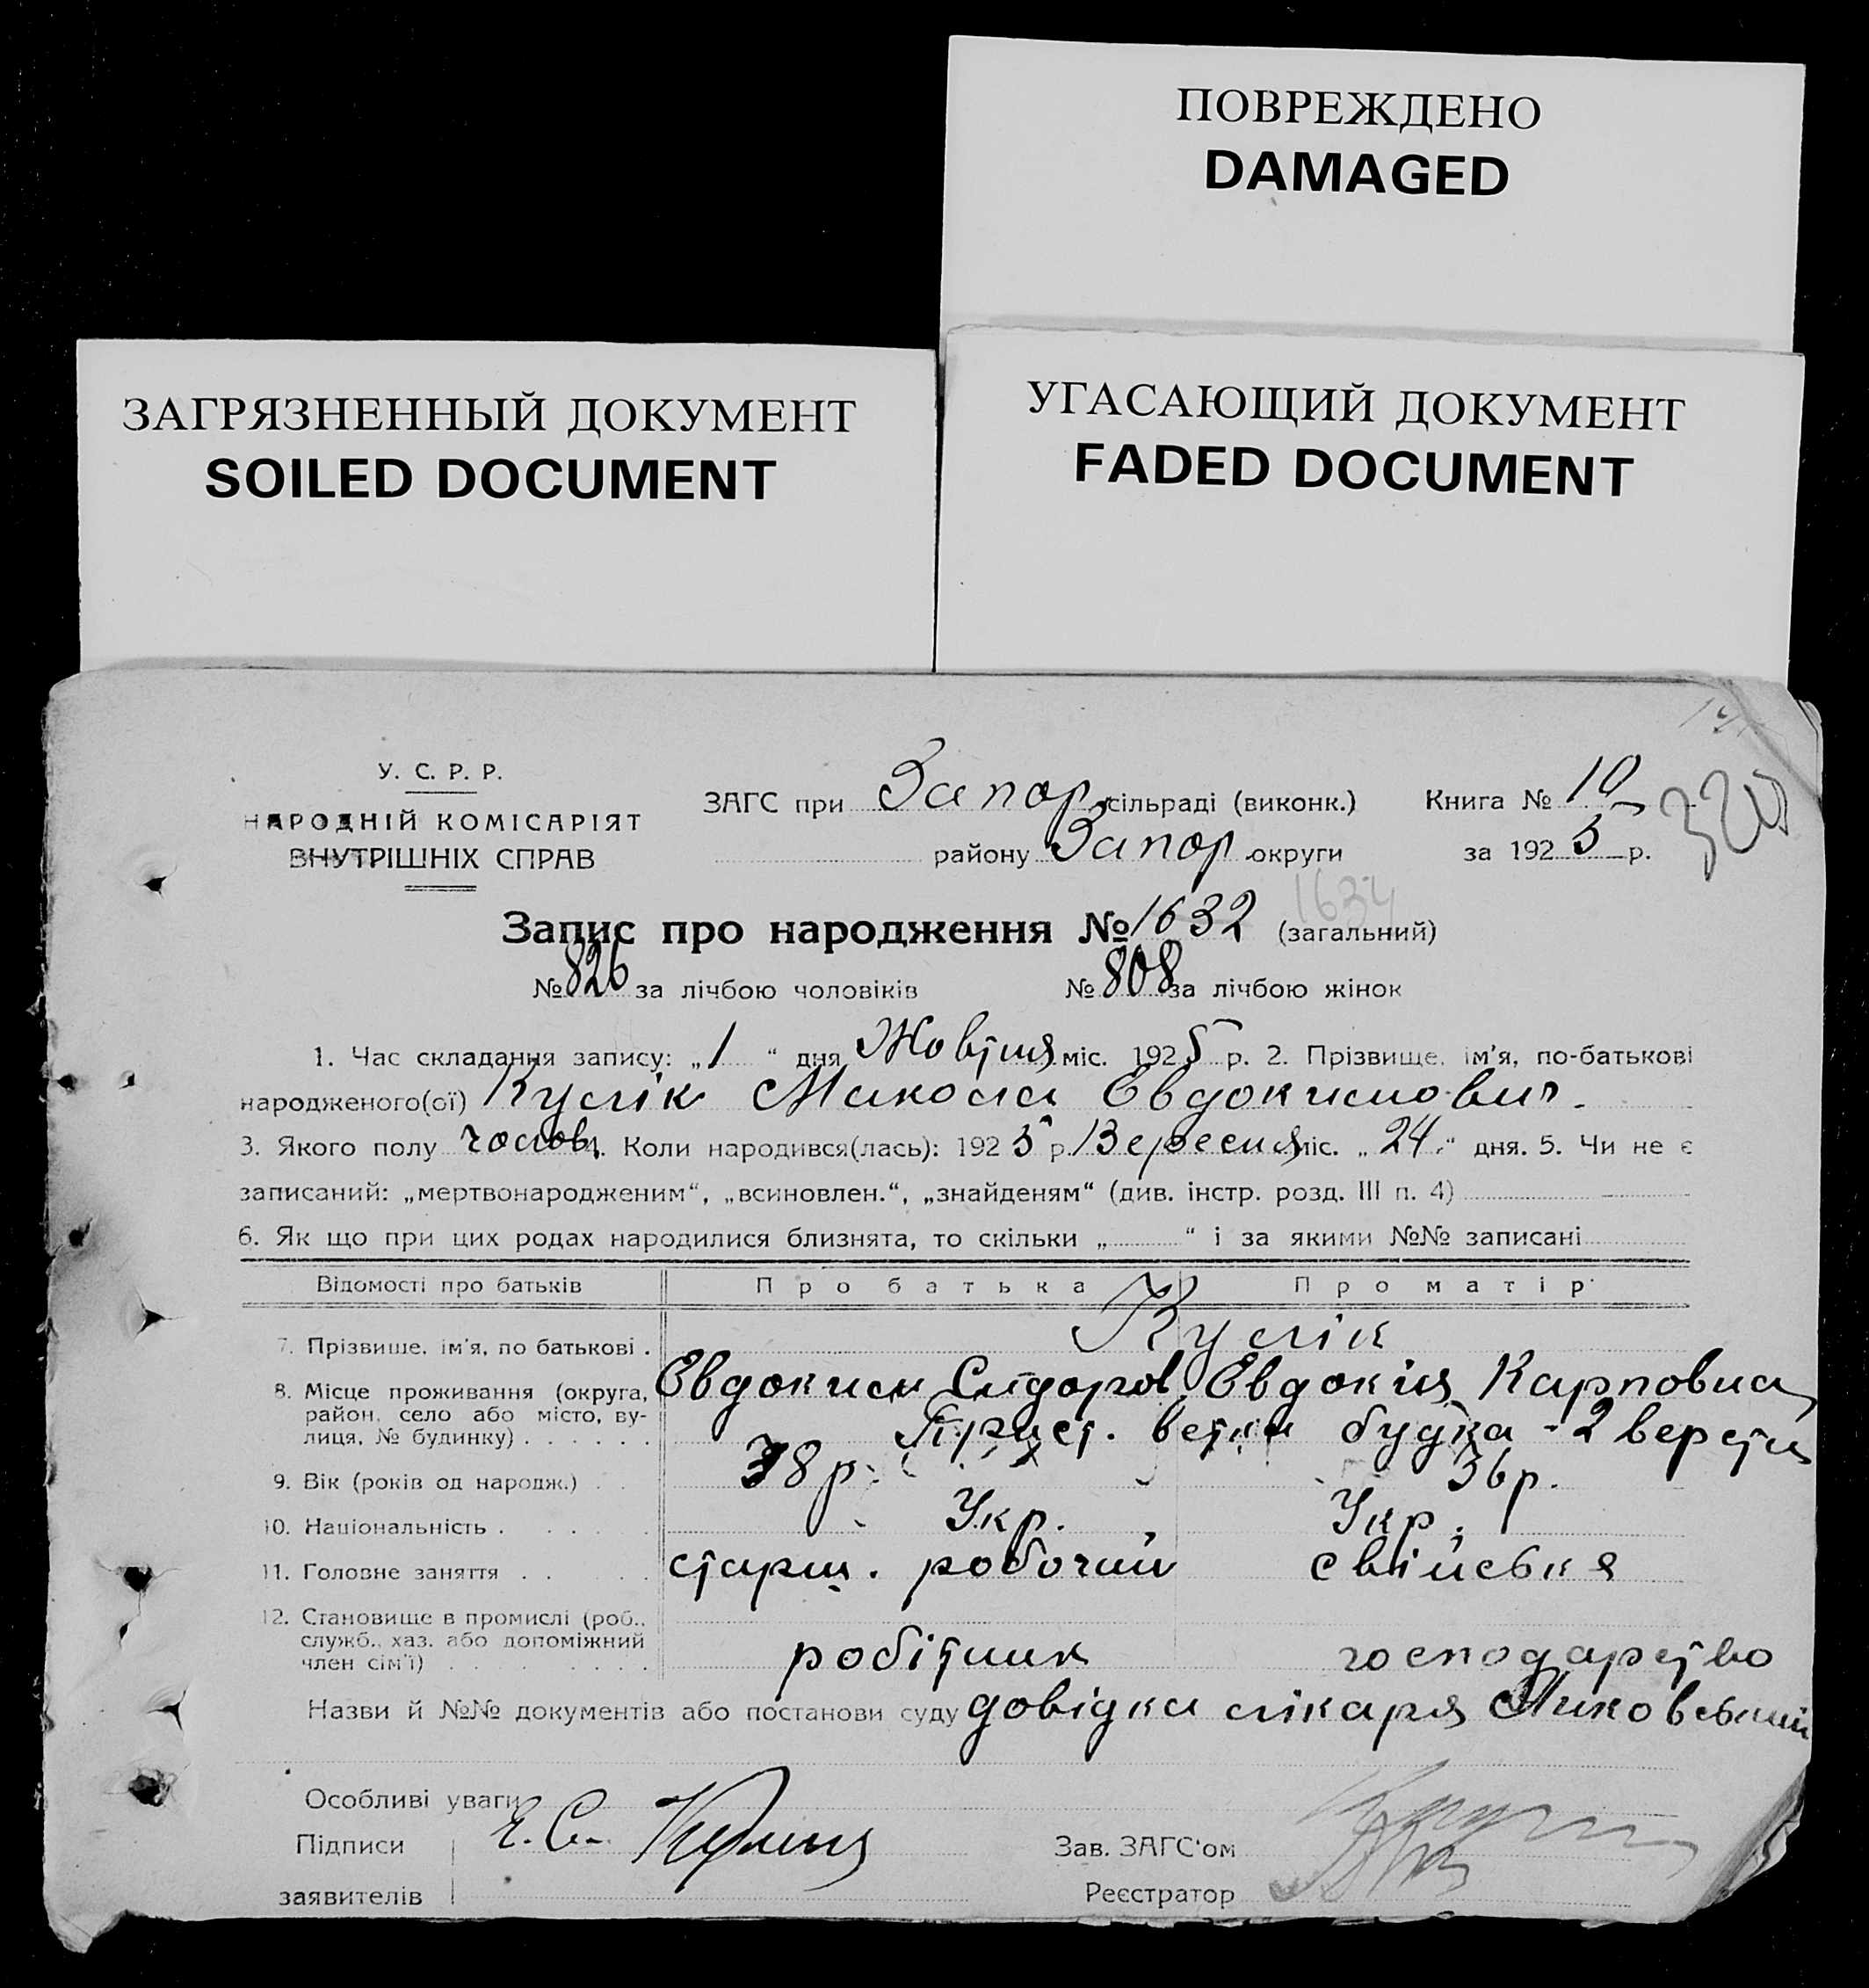 ПОВРЕЖДЕНО
DAMAGED
ЗАГРЯЗНЕННЫЙ ДОКУМЕНТ
SOILED DOCUMENT
УГАСАЮЩИЙ ДОКУМЕНТ
FADED DOCUMENT
У. С. Р. Р.
НАРОДНІЙ КОМІСАРІЯТ
ВНУТРІШНІХ СПРАВ
ЗАГС при Запор. сільраді (виконк.) Книга № 10
320
району Запор. округи за 1925 р.
1634
Запис про народження № 1632 (загальний)
№ 826 за лічбою чоловіків № 808 за лічбою жінок
1. Час складання запису: „1“ дня Жовтня міс. 1925 р. 2. Прізвище, ім'я, по-батькові
народженого(ої) Кулік Микола Евдокимович.
3. Якого полу чолов. 4. Коли народився(лась): 1925 р. Вересня міс. „24“ дня. 5. Чи не є
записаний: „мертвонародженим“, „всиновлен.“, „знайденям“ (див. інстр. розд. III п. 4)
6. Як що при цих родах народилися близнята, то скільки „ “ і за якими №№ записані
Відомості про батьків Про батька Про матір
7. Прізвище, ім'я, по батькові . Кулік
Евдоким Сидоров. Евдокія Карповна
8. Місце проживання (округа, район, село або місто, вулиця, № будинку) . . . . . . Прист. ветки будка - 2 верста
9. Вік (років од народж.) . . 38 р. 36 р.
10. Національність . . . . . Укр. Укр.
11. Головне заняття . . . . старш. робочий свійське
12. Становище в промислі (роб., служб., хаз. або допоміжний член сім'ї) . . . . . . . робітник господарство
Назви й №№ документів або постанови суду довідка лікаря
Особливі уваги
Підписи Е. С.
Зав. ЗАГС'ом
заявителів
Реєстратор